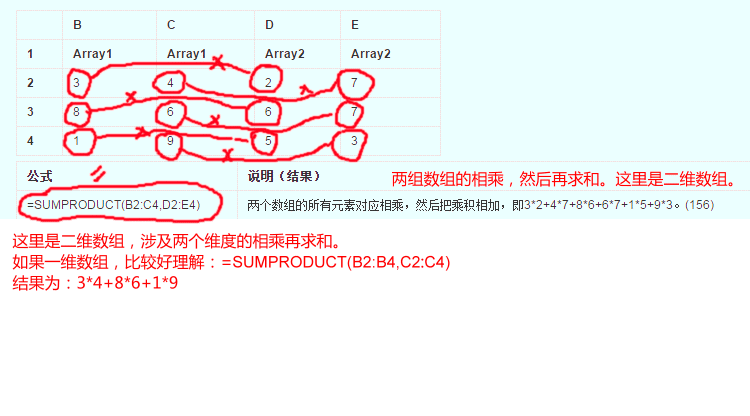 B C D E
1 Array1 Array1 Array2 Array2
2 3 4 2 7
3 8 6 6 7
4 1 9 5 3
公式 说明（结果） 两组数组的相乘，然后再求和。这里是二维数组。
=SUMPRODUCT(B2:C4,D2:E4) 两个数组的所有元素对应相乘，然后把乘积相加，即3*2+4*7+8*6+6*7+1*5+9*3。(156)
这里是二维数组，涉及两个维度的相乘再求和。
如果一维数组，比较好理解：=SUMPRODUCT(B2:B4,C2:C4)
结果为：3*4+8*6+1*9